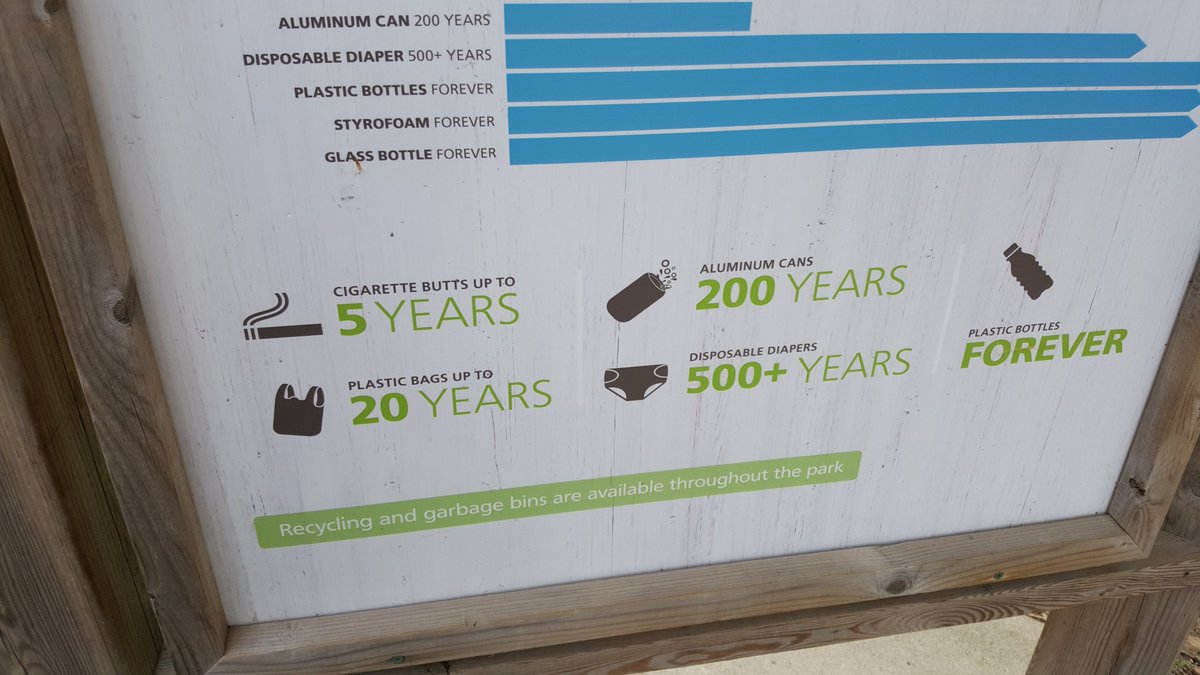 ALUMINUM CAN 200 YEARS
DISPOSABLE DIAPER 500+ YEARS
PLASTIC BOTTLES FOREVER
STYROFOAM FOREVER
GLASS BOTTLE FOREVER
CIGARETTE BUTTS UP TO
5 YEARS
PLASTIC BAGS UP TO
20 YEARS
ALUMINUM CANS
200 YEARS
DISPOSABLE DIAPERS
500+ YEARS
PLASTIC BOTTLES
FOREVER
Recycling and garbage bins are available throughout the park